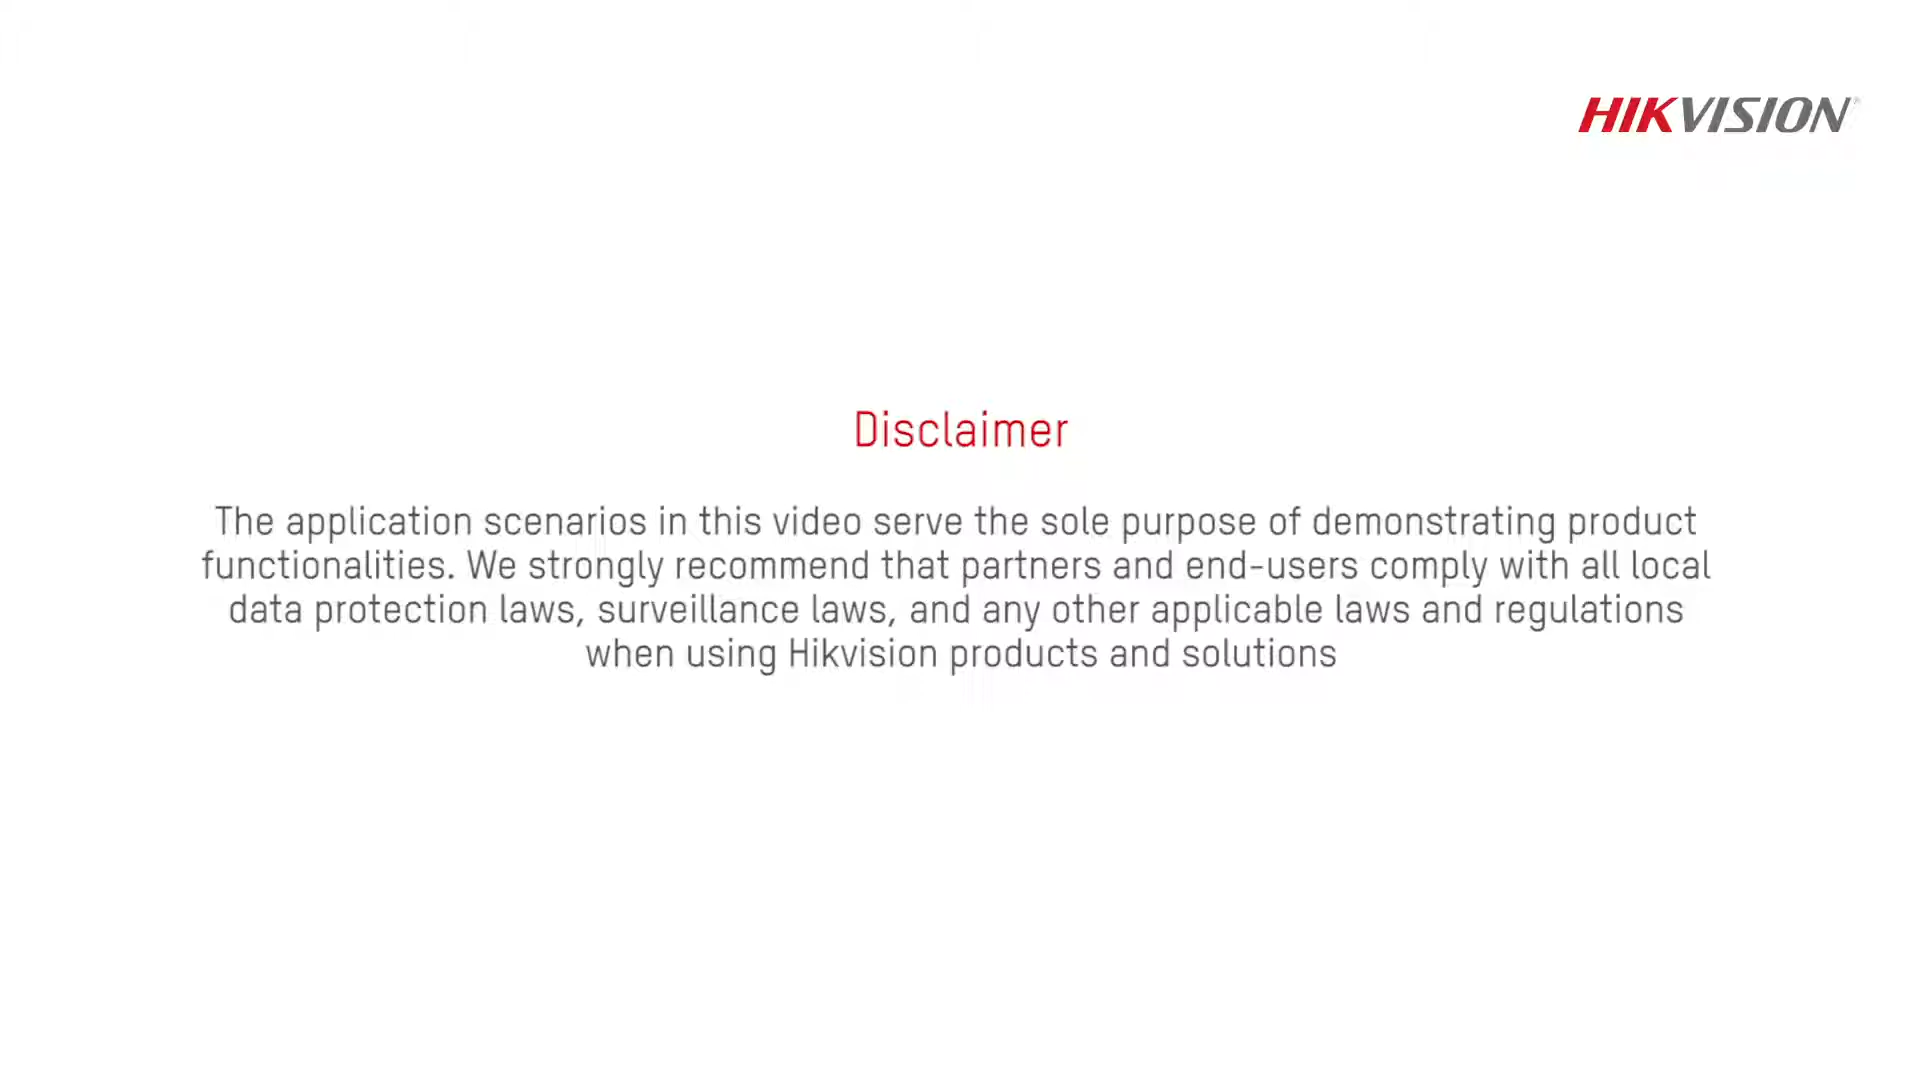 HIKVISION
Disclaimer
The application scenarios in this video serve the sole purpose of demonstrating product
functionalities. We strongly recommend that partners and end-users comply with all local
data protection laws, surveillance laws, and any other applicable laws and regulations
when using Hikvision products and solutions